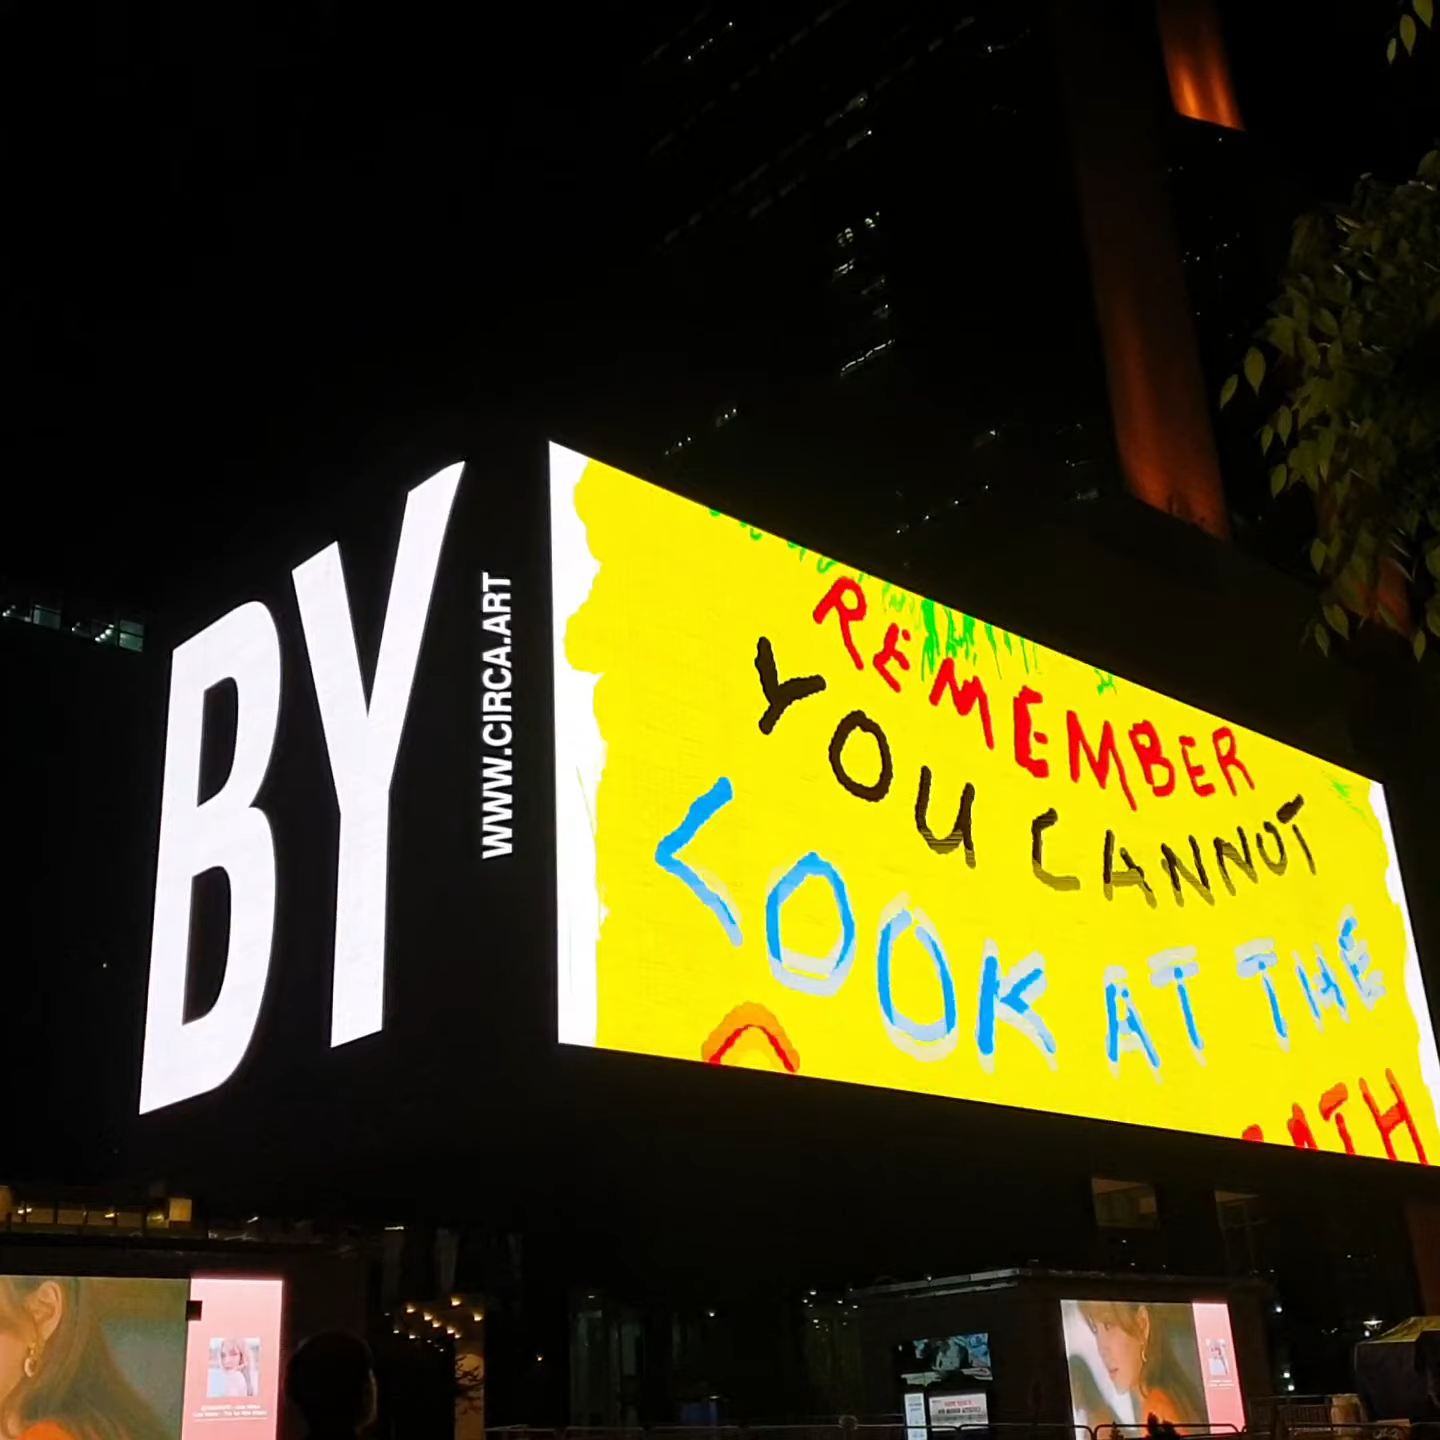 BY
WWW.CIRCA.ART
REMEMBER
YOU CANNOT
LOOK AT THE